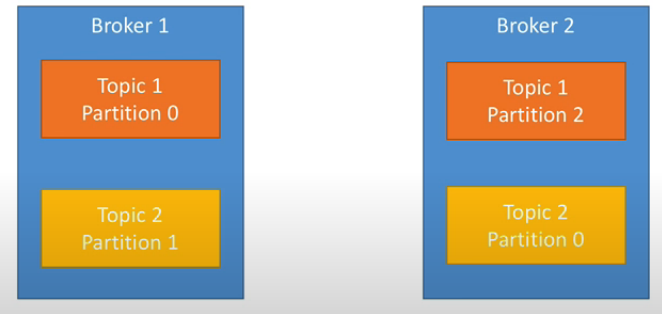 Broker 1
Topic 1
Partition 0
Topic 2
Partition 1
Broker 2
Topic 1
Partition 2
Topic 2
Partition 0